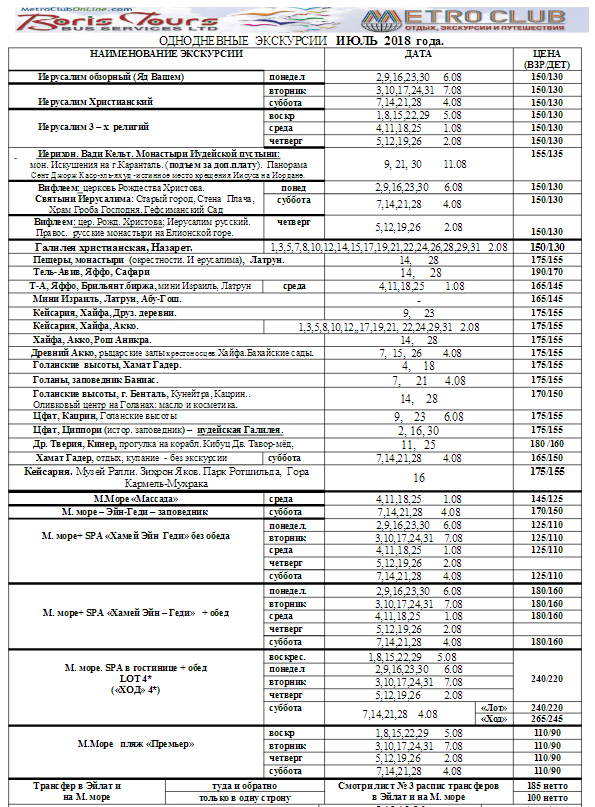 MetroClubOnLine.com
Boris Tours
BUS SERVICES LTD
METRO CLUB
ОТДЫХ, ЭКСКУРСИИ И ПУТЕШЕСТВИЯ
ОДНОДНЕВНЫЕ ЭКСКУРСИИ ИЮЛЬ 2018 года.
НАИМЕНОВАНИЕ ЭКСКУРСИИ ДАТА ЦЕНА
(ВЗР/ДЕТ)
Иерусалим обзорный (Яд Вашем) понедел 2,9,16,23,30 6.08 150/130
вторник 3,10,17,24,31 7.08 150/130
Иерусалим Христианский суббота 7,14,21,28 4.08 150/130
воскр 1,8,15,22,29 5.08 150/130
Иерусалим 3 – х религий среда 4,11,18,25 1.08 150/130
четверг 5,12,19,26 2.08 150/130
Иерихон. Вади Кельт. Монастыри Иудейской пустыни: 155/135
мон. Искушения на г.Каранталь. (подъем за доп.плату). Панорама 9, 21, 30 11.08
Сент Джорж Каср-эль-яхуд -истинное место крещения Иисуса на Иордане.
Вифлеем: церковь Рождества Христова. понед 2,9,16,23,30 6.08 150/130
Святыни Иерусалима: Старый город, Стена Плача, суббота 7,14,21,28 4.08 150/130
Храм Гроба Господня, Гефсиманский Сад
Вифлеем: цер. Рожд. Христова; Иерусалим русский. четверг 5,12,19,26 2.08
Правос. русские монастыри на Елионской горе. 150/130
Галилея христианская, Назарет. 1,3,5,7,8,10,12,14,15,17,19,21,22,24,26,28,29,31 2.08 150/130
Пещеры, монастыри (окрестности. И ерусалима), Латрун. 14, 28 175/155
Тель-Авив, Яффо, Сафари 14, 28 190/170
Т-А, Яффо, Брильянт.биржа, мини Израиль, Латрун среда 4,11,18,25 1.08 165/145
Мини Израиль, Латрун, Абу-Гош. - 165/145
Кейсария, Хайфа, Друз. деревни. 9, 23 175/155
Кейсария, Хайфа, Акко. 1,3,5,8,10,12,,17,19,21, 22,24,29,31 2.08 175/155
Хайфа, Акко, Рош Аникра. 14, 28 175/155
Древний Акко, рыцарские залы крестоносцев. Хайфа.Бахайские сады. 7, 15, 26 4.08 175/155
Голанские высоты, Хамат Гадер. 4, 18 175/155
Голаны, заповедник Баниас. 7, 21 4.08 175/155
Голанские высоты, г. Бенталь, Кунейтра, Кацрин.. 14, 28 170/150
Оливковый центр на Голанах: масло и косметика.
Цфат, Кацрин, Голанские высоты 9, 23 6.08 175/155
Цфат, Циппори (истор. заповедник) – иудейская Галилея. 2, 16, 30 175/155
Др. Тверия, Кинер, прогулка на корабл. Кибуц Дв. Тавор-мёд, 11, 25 180 /160
Хамат Гадер, отдых, купание - без экскурсии суббота 7,14,21,28 4.08 165/150
Кейсария. Музей Ралли. Зихрон Яков. Парк Ротшильда, Гора 16 175/155
Кармель-Мухрака
М.Море «Массада» среда 4,11,18,25 1.08 145/125
М. море – Эйн-Геди – заповедник суббота 7,14,21,28 4.08 170/150
понедел. 2,9,16,23,30 6.08 125/110
М. море+ SPA «Хамей Эйн Геди» без обеда вторник 3,10,17,24,31 7.08 125/110
среда 4,11,18,25 1.08 125/110
четверг 5,12,19,26 2.08
суббота 7,14,21,28 4.08 125/110
понедел. 2,9,16,23,30 6.08 180/160
вторник 3,10,17,24,31 7.08 180/160
М. море+ SPA «Хамей Эйн – Геди» + обед среда 4,11,18,25 1.08 180/160
четверг 5,12,19,26 2.08
суббота 7,14,21,28 4.08 180/160
воскрес. 1,8,15,22,29 5.08
М. море. SPA в гостинице + обед понедел 2,9,16,23,30 6.08
LOT 4* вторник 3,10,17,24,31 7.08 240/220
(«ХОД» 4*) четверг 5,12,19,26 2.08
суббота 7,14,21,28 4.08 «Лот» 240/220
«Ход» 265/245
воскр 1,8,15,22,29 5.08 110/90
М.Море пляж «Премьер» вторник 3,10,17,24,31 7.08 110/90
четверг 5,12,19,26 2.08 110/90
суббота 7,14,21,28 4.08 110/90
Трансфер в Эйлат и туда и обратно Смотри лист № 3 распис трансферов 185 нетто
на М. море только в одну сторону в Эйлат и на М. море 100 нетто